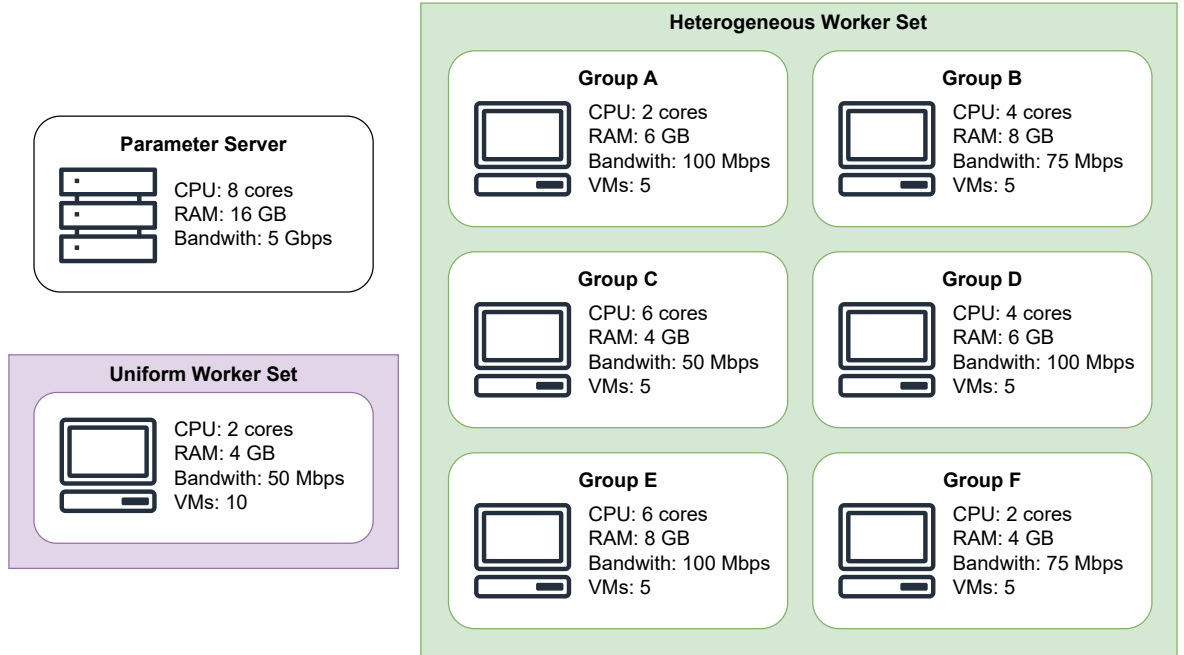 Heterogeneous Worker Set
Group A
CPU: 2 cores
RAM: 6 GB
Bandwith: 100 Mbps
VMs: 5
Group B
CPU: 4 cores
RAM: 8 GB
Bandwith: 75 Mbps
VMs: 5
Parameter Server
CPU: 8 cores
RAM: 16 GB
Bandwith: 5 Gbps
Group C
CPU: 6 cores
RAM: 4 GB
Bandwith: 50 Mbps
VMs: 5
Group D
CPU: 4 cores
RAM: 6 GB
Bandwith: 100 Mbps
VMs: 5
Uniform Worker Set
CPU: 2 cores
RAM: 4 GB
Bandwith: 50 Mbps
VMs: 10
Group E
CPU: 6 cores
RAM: 8 GB
Bandwith: 100 Mbps
VMs: 5
Group F
CPU: 2 cores
RAM: 4 GB
Bandwith: 75 Mbps
VMs: 5